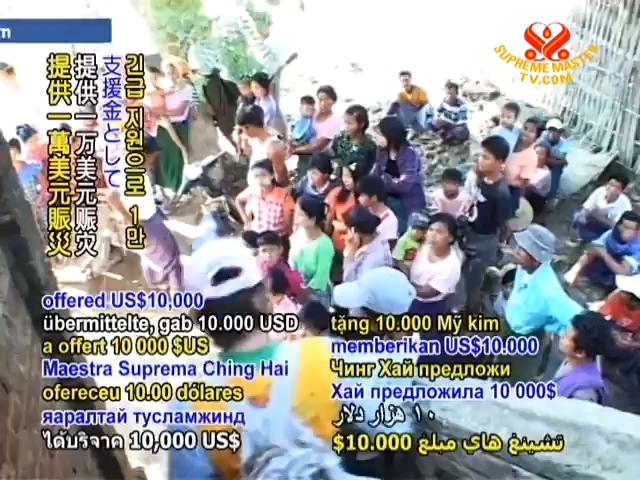 m
SUPREME MASTER
TV.COM
긴급 지원으로 1만
支援金として
提供一万美元赈灾
提供一萬美元賑災
offered US$10,000
übermittelte, gab 10.000 USD
a offert 10 000 $US
Maestra Suprema Ching Hai
ofereceu 10.00 dólares
яаралтай тусламжинд
ได้บริจาค 10,000 US$
tặng 10.000 Mỹ kim
memberikan US$10.000
Чинг Хай предложи
Хай предложила 10 000$
۱۰ هزار دلار
تشينغ هاي مبلغ 10.000$